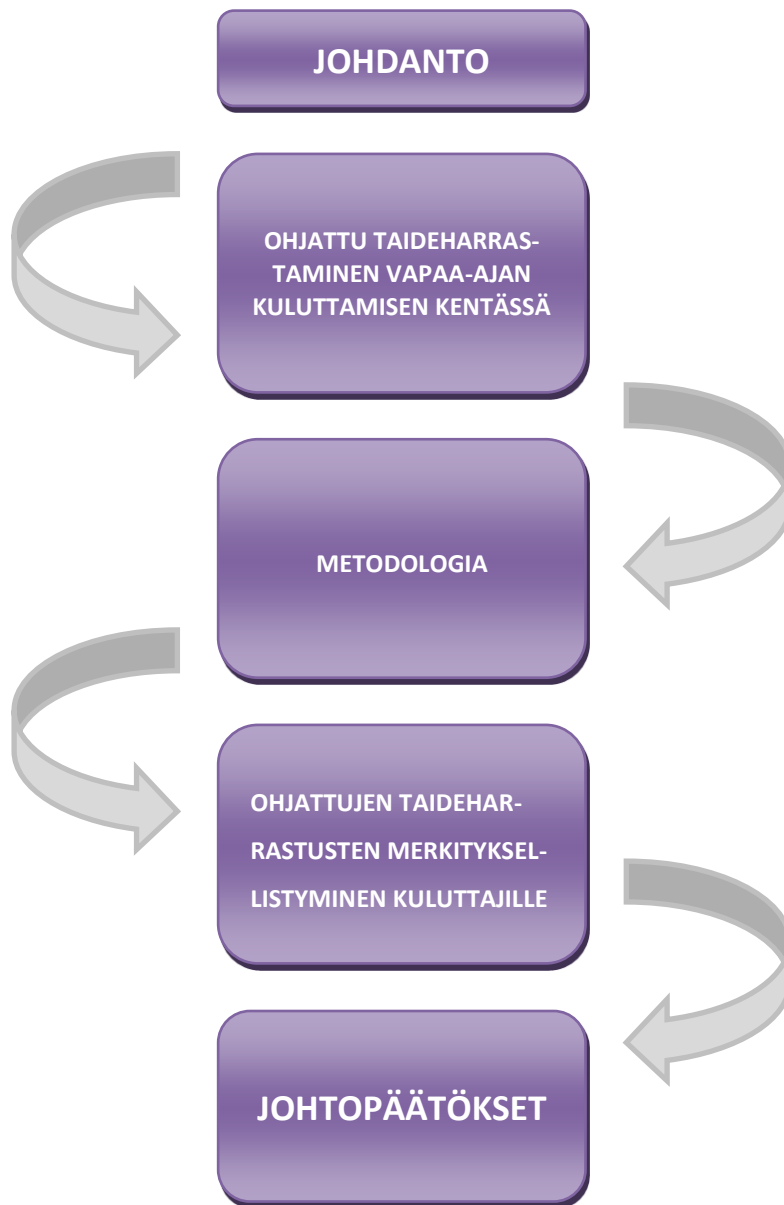 JOHDANTO
OHJATTU TAIDEHARRAS-
TAMINEN VAPAA-AJAN
KULUTTAMISEN KENTÄSSÄ
METODOLOGIA
OHJATTUJEN TAIDEHAR-
RASTUSTEN MERKITYKSEL-
LISTYMINEN KULUTTAJILLE
JOHTOPÄÄTÖKSET